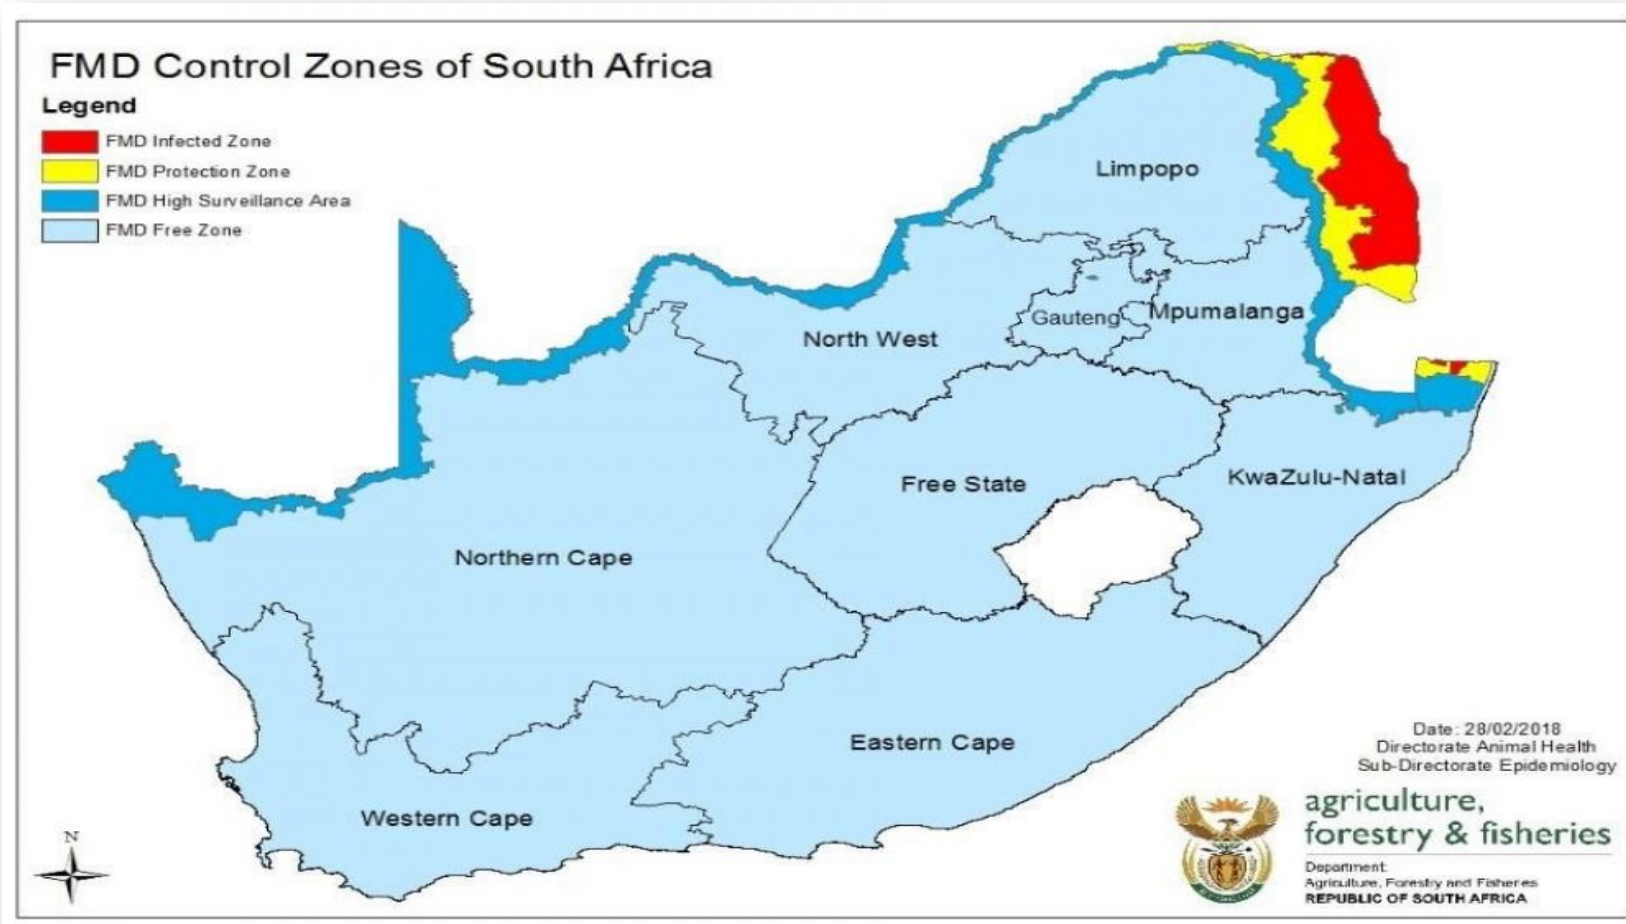 FMD Control Zones of South Africa
Legend
FMD Infected Zone
FMD Protection Zone
FMD High Surveillance Area
FMD Free Zone
Limpopo
Gauteng
Mpumalanga
North West
Free State
KwaZulu-Natal
Northern Cape
Eastern Cape
Western Cape
N
Date: 28/02/2018
Directorate Animal Health
Sub-Directorate Epidemiology
agriculture,
forestry & fisheries
Department:
Agriculture, Forestry and Fisheries
REPUBLIC OF SOUTH AFRICA